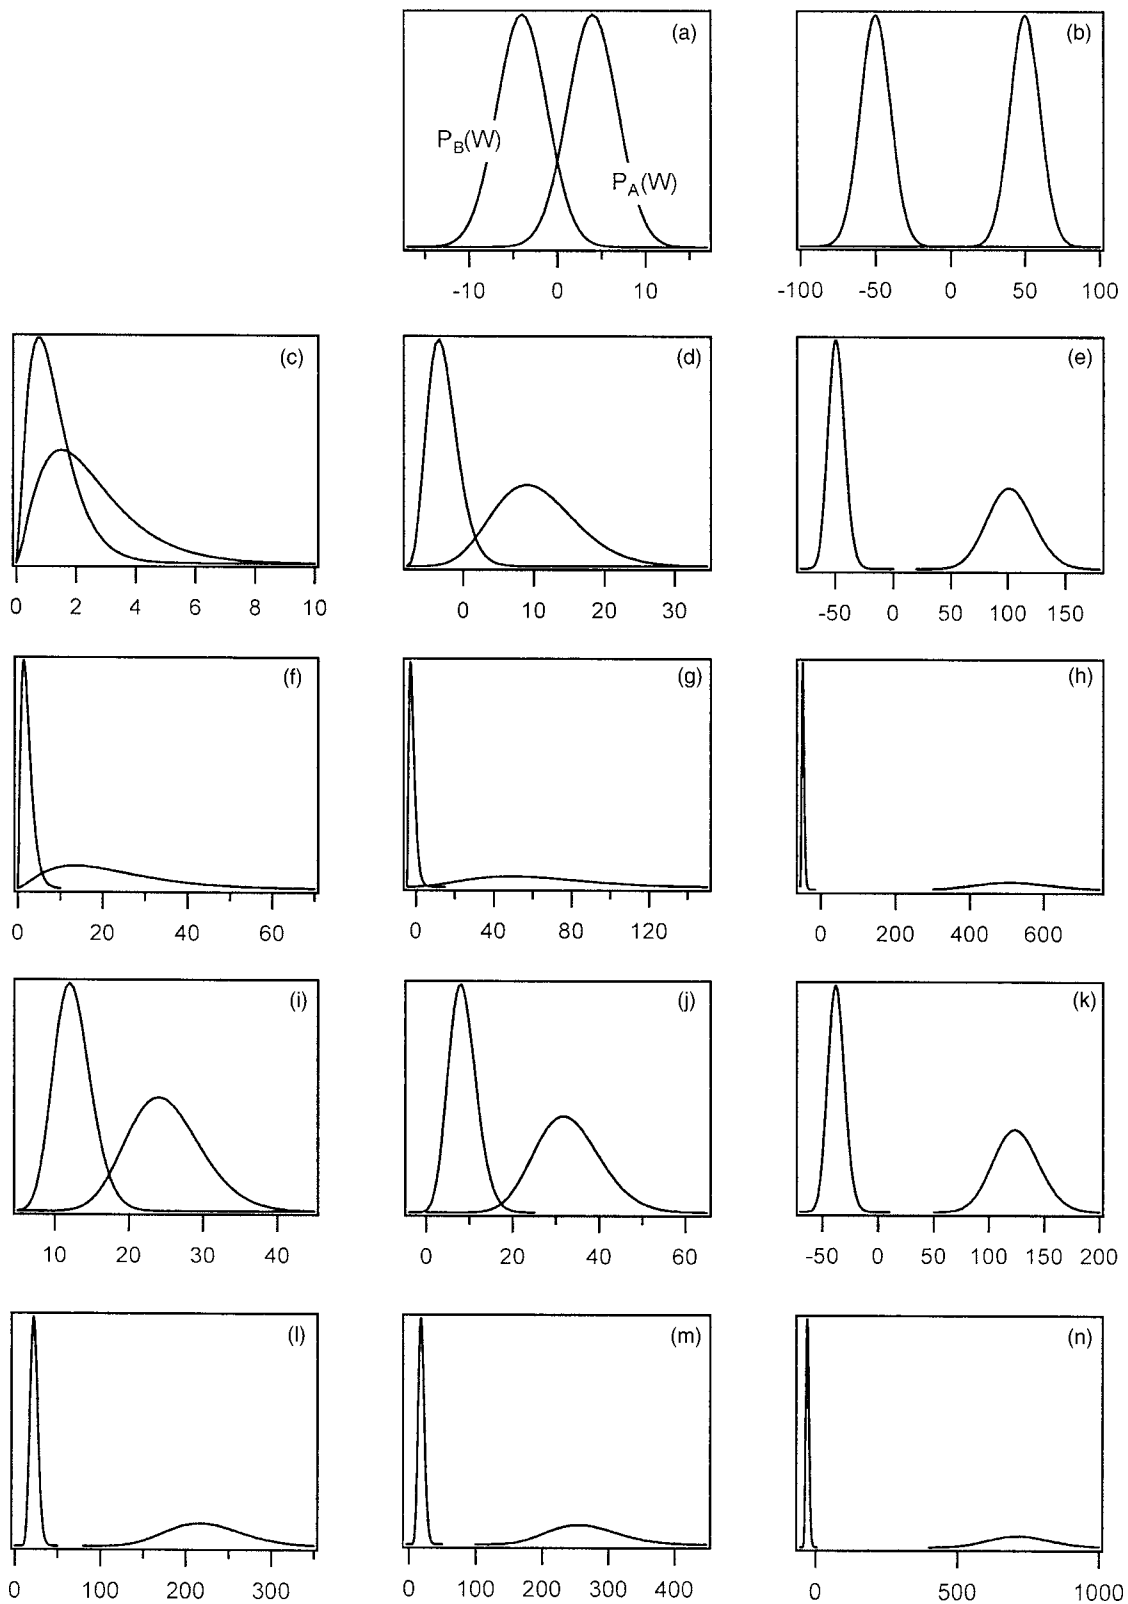 (a)
P_B(W)
P_A(W)
-10 0 10
(b)
-100 -50 0 50 100
(c)
0 2 4 6 8 10
(d)
0 10 20 30
(e)
-50 0 50 100 150
(f)
0 20 40 60
(g)
0 40 80 120
(h)
0 200 400 600
(i)
10 20 30 40
(j)
0 20 40 60
(k)
-50 0 50 100 150 200
(l)
0 100 200 300
(m)
0 100 200 300 400
(n)
0 500 1000